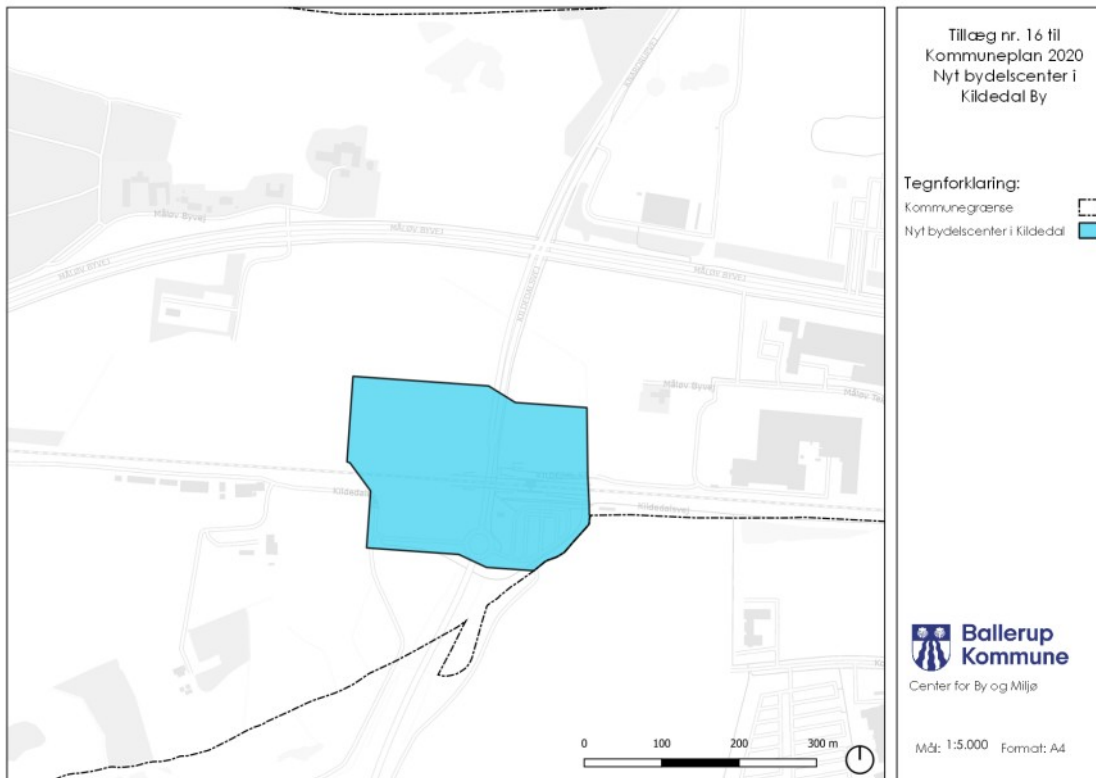 Tillæg nr. 16 til
Kommuneplan 2020
Nyt bydelscenter i
Kildedal By
Tegnforklaring:
Kommunegrænse
Nyt bydelscenter i Kildedal
Ballerup
Kommune
Center for By og Miljø
Mål: 1:5.000 Format: A4
0 100 200 300 m
KNARDRUPVEJ
Måløv Byvej
MÅLØV BYVEJ
MÅLØV BYVEJ
MÅLØV BYVEJ
KILDEDALSVEJ
Måløv Byvej
Kildedalsvej